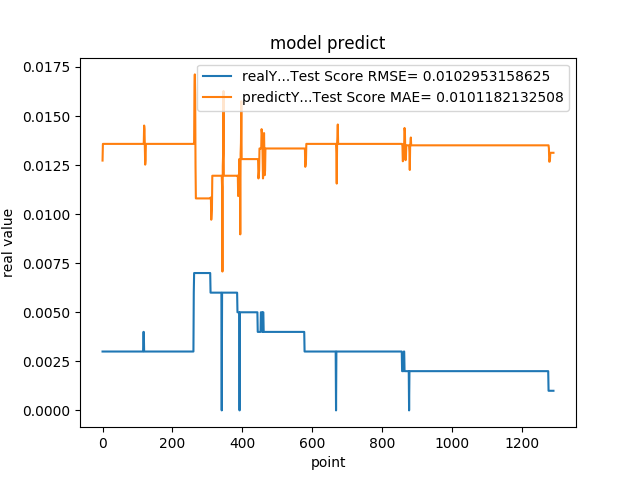 model predict
realY...Test Score RMSE= 0.0102953158625
predictY...Test Score MAE= 0.0101182132508
0.0175
0.0150
0.0125
0.0100
0.0075
0.0050
0.0025
0.0000
real value
0 200 400 600 800 1000 1200
point